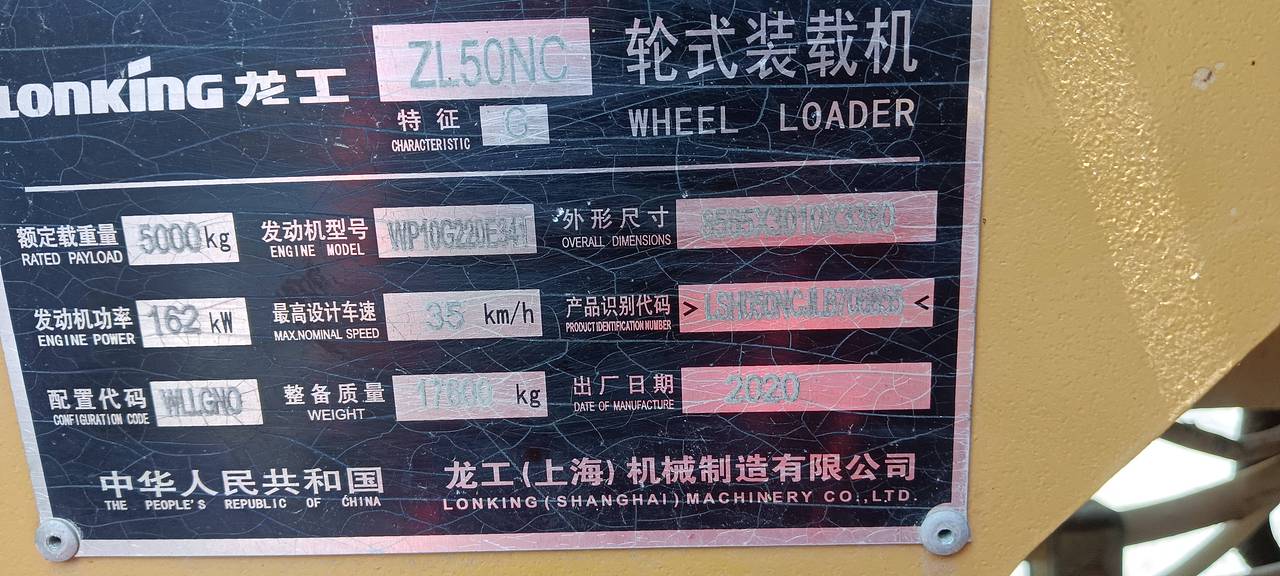 LONKING 龙工 ZL50NC 轮式装载机
特征 G
CHARACTERISTIC
WHEEL LOADER
额定载重量 5000 kg
RATED PAYLOAD
发动机型号 WP10G220E341
ENGINE MODEL
外形尺寸
OVERALL DIMENSIONS
发动机功率 162 kW
ENGINE POWER
最高设计车速 35 km/h
MAX.NOMINAL SPEED
产品识别代码 > <
PRODUCT IDENTIFICATION NUMBER
配置代码 WLLGNO
CONFIGURATION CODE
整备质量 17600 kg
WEIGHT
出厂日期 2020
DATE OF MANUFACTURE
中华人民共和国
THE PEOPLE'S REPUBLIC OF CHINA
龙工(上海)机械制造有限公司
LONKING(SHANGHAI)MACHINERY CO.,LTD.